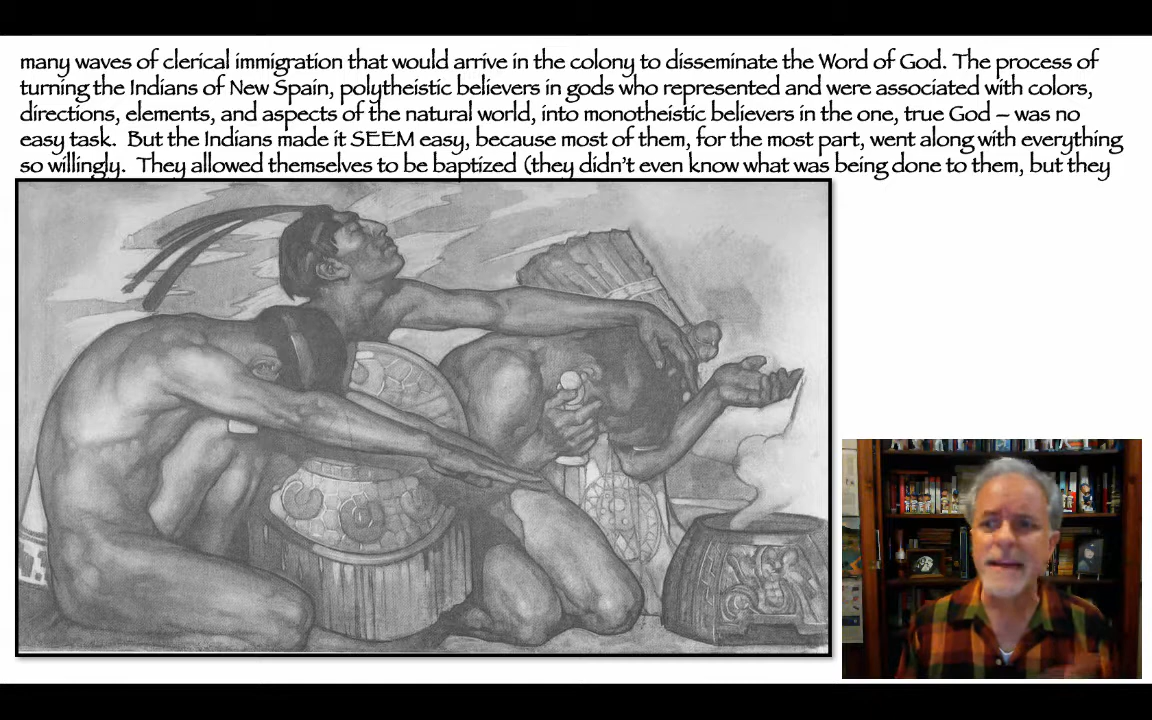 many waves of clerical immigration that would arrive in the colony to disseminate the Word of God. The process of
turning the Indians of New Spain, polytheistic believers in gods who represented and were associated with colors,
directions, elements, and aspects of the natural world, into monotheistic believers in the one, true God – was no
easy task.  But the Indians made it SEEM easy, because most of them, for the most part, went along with everything
so willingly.  They allowed themselves to be baptized (they didn't even know what was being done to them, but they